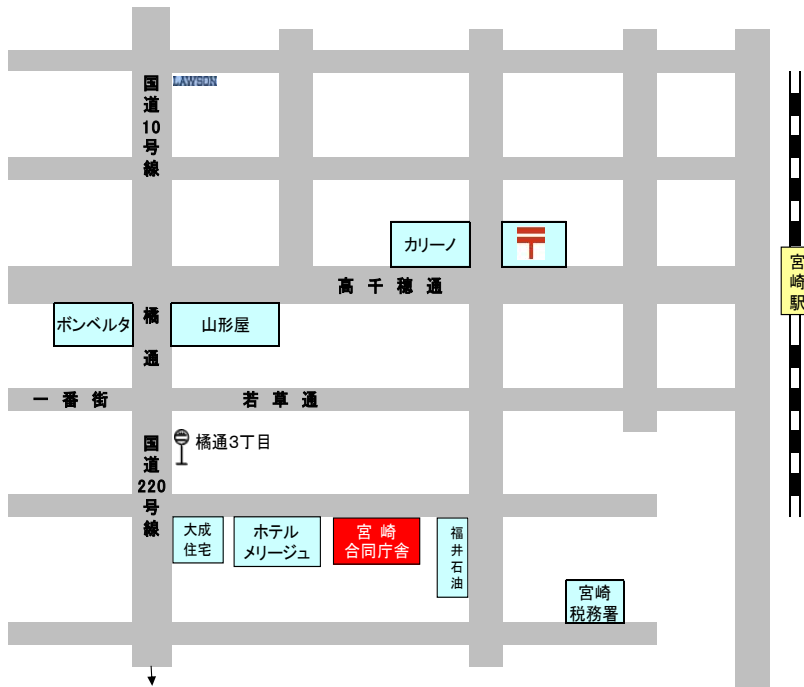 国道10号線
LAWSON
カリーノ
〒
高千穂通
宮崎駅
ボンベルタ
橘通
山形屋
一番街
若草通
国道220号線
橘通3丁目
大成
住宅
ホテル
メリージュ
宮崎
合同庁舎
福井石油
宮崎
税務署